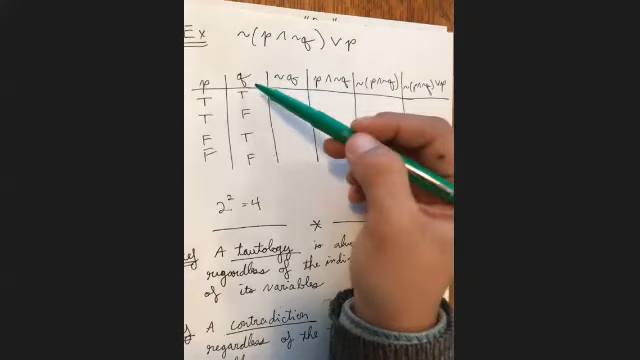 Ex ~(p ∧ ~q) ∨ p
p q ~q p ∧ ~q ~(p ∧ ~q) ~(p ∧ ~q) ∨ p
T T
T F
F T
F F
2² = 4
*
A tautology is
regardless of the
of its variables
A contradiction
regardless of the